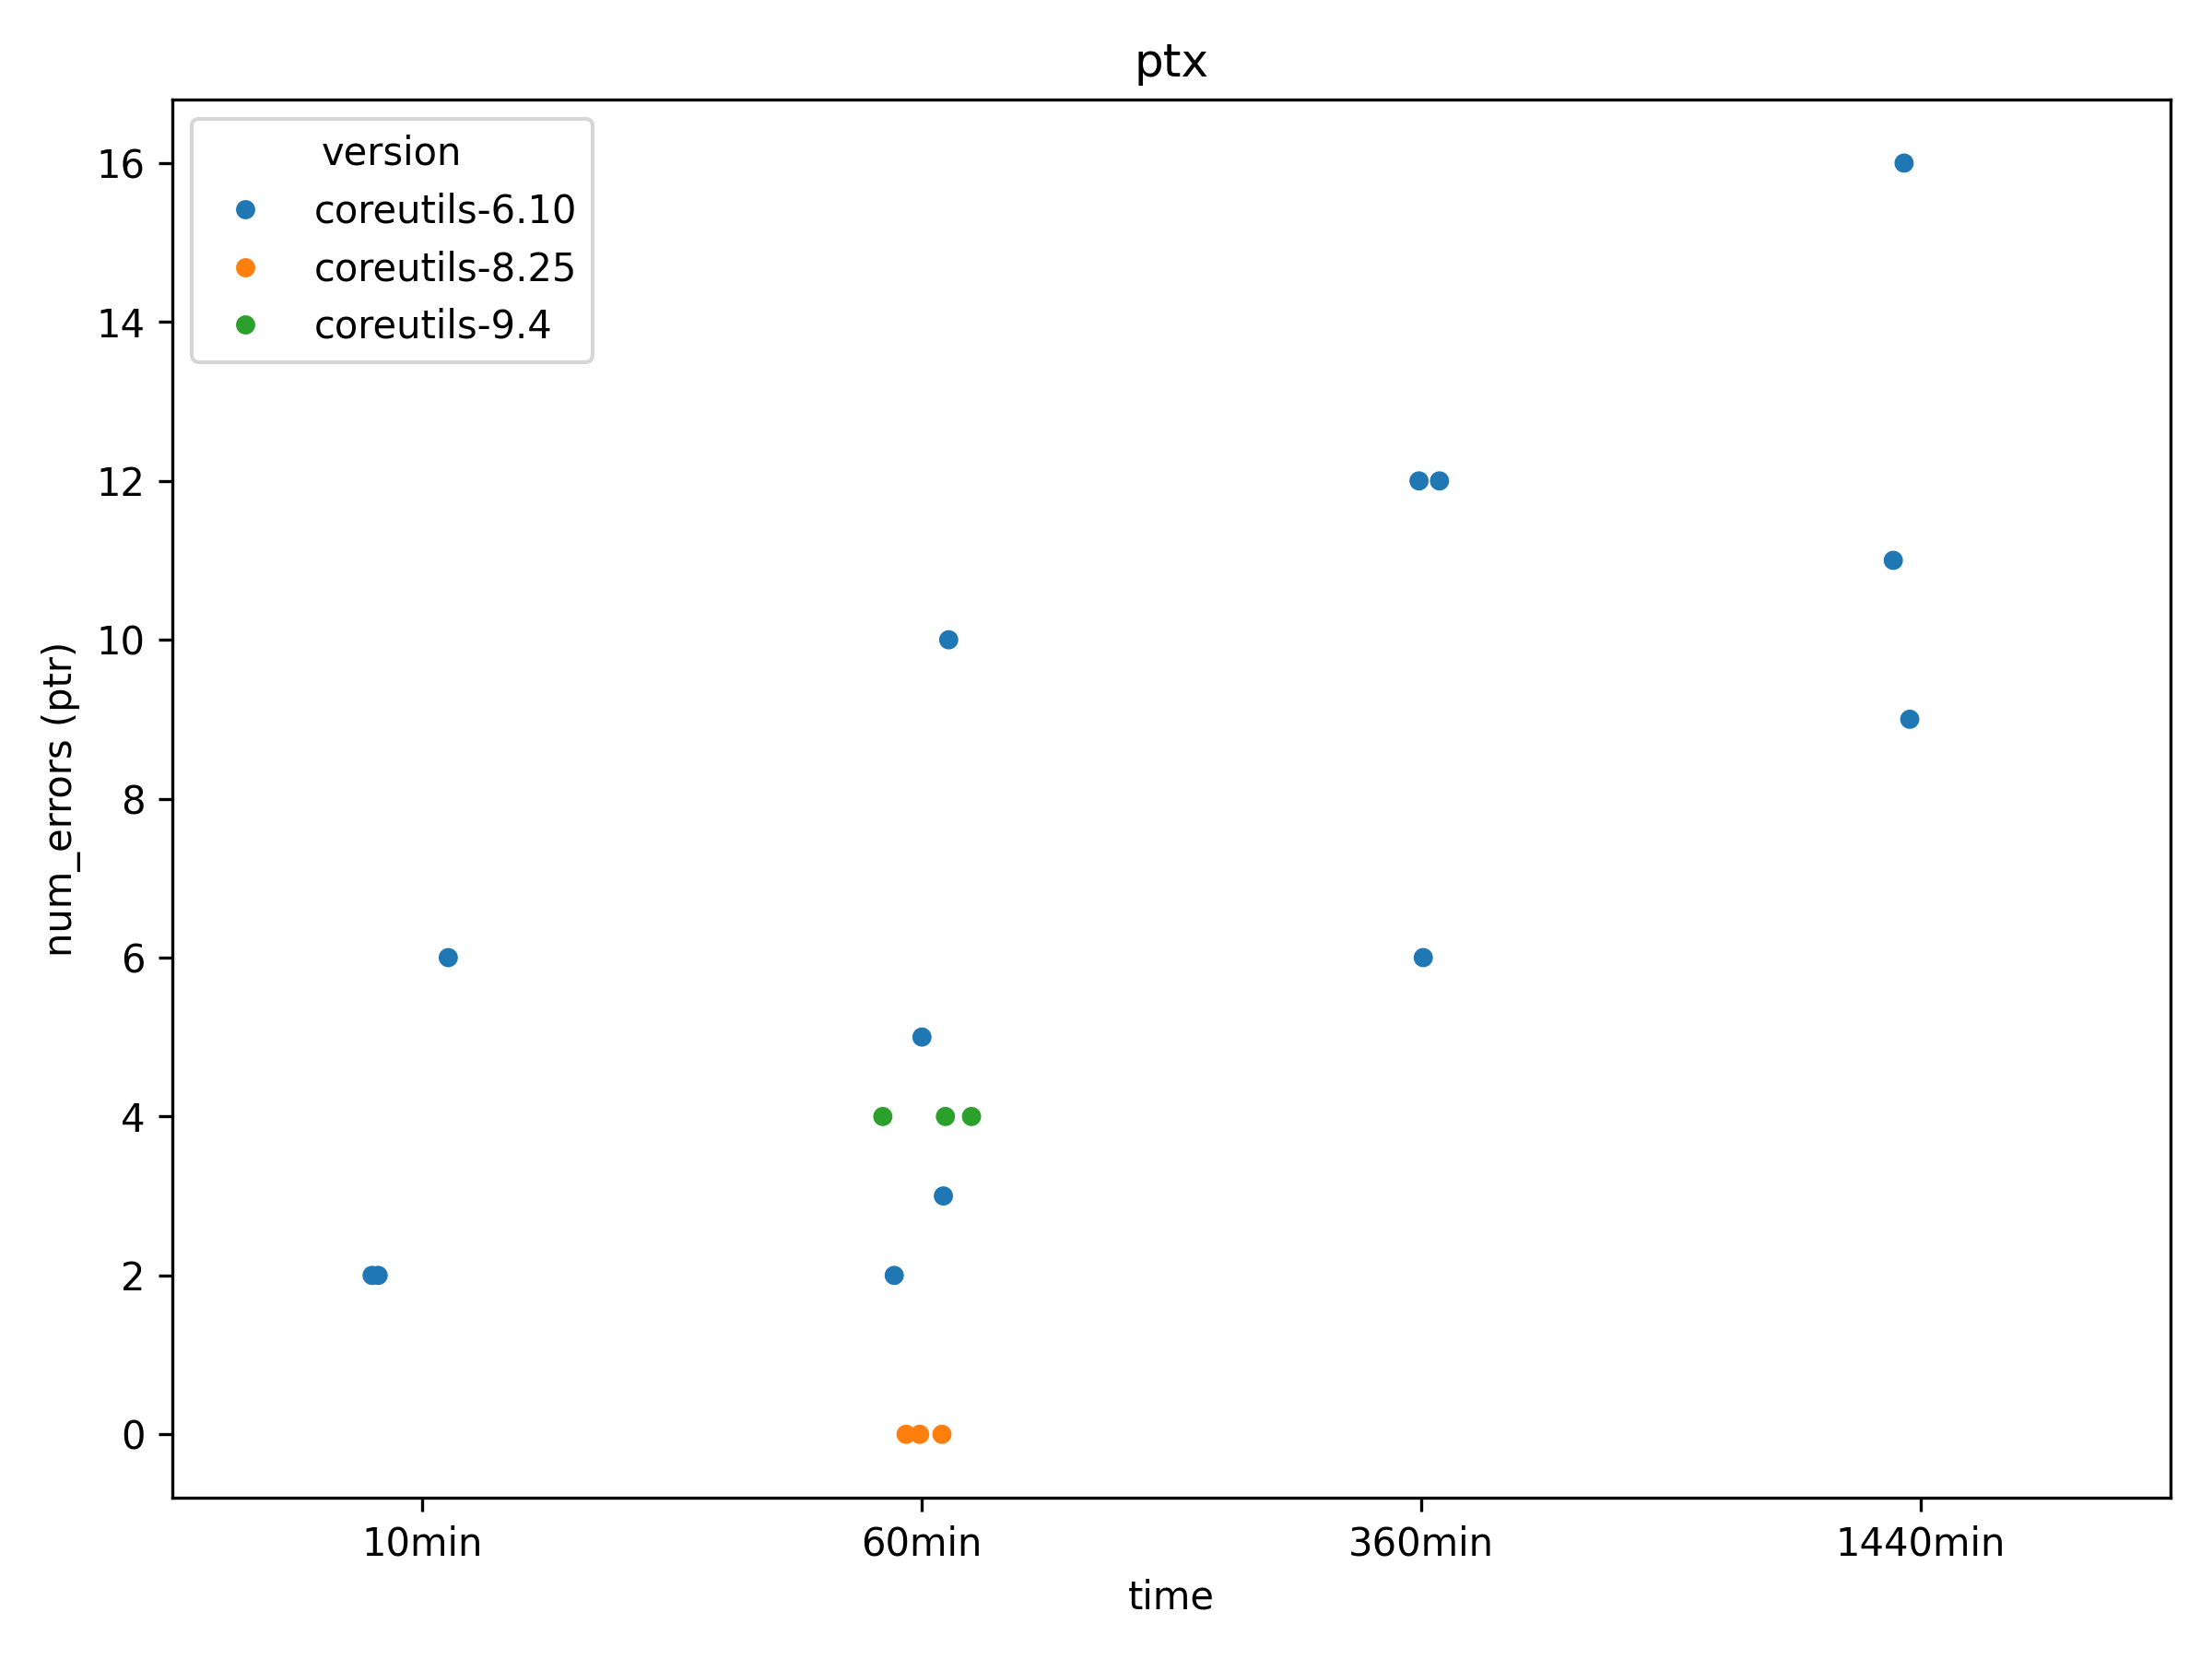 ptx
version
coreutils-6.10
coreutils-8.25
coreutils-9.4
num_errors (ptr)
16
14
12
10
8
6
4
2
0
10min 60min 360min 1440min
time